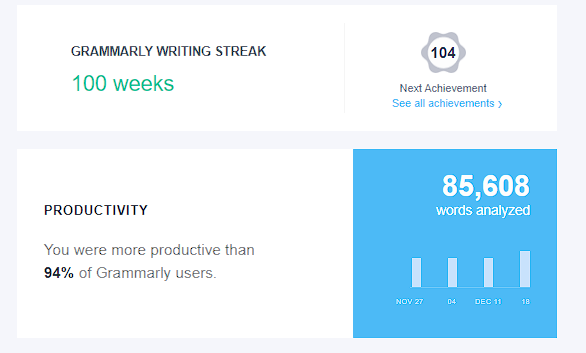 GRAMMARLY WRITING STREAK
100 weeks
104
Next Achievement
See all achievements ›
PRODUCTIVITY
You were more productive than
94% of Grammarly users.
85,608
words analyzed
NOV 27 04 DEC 11 18